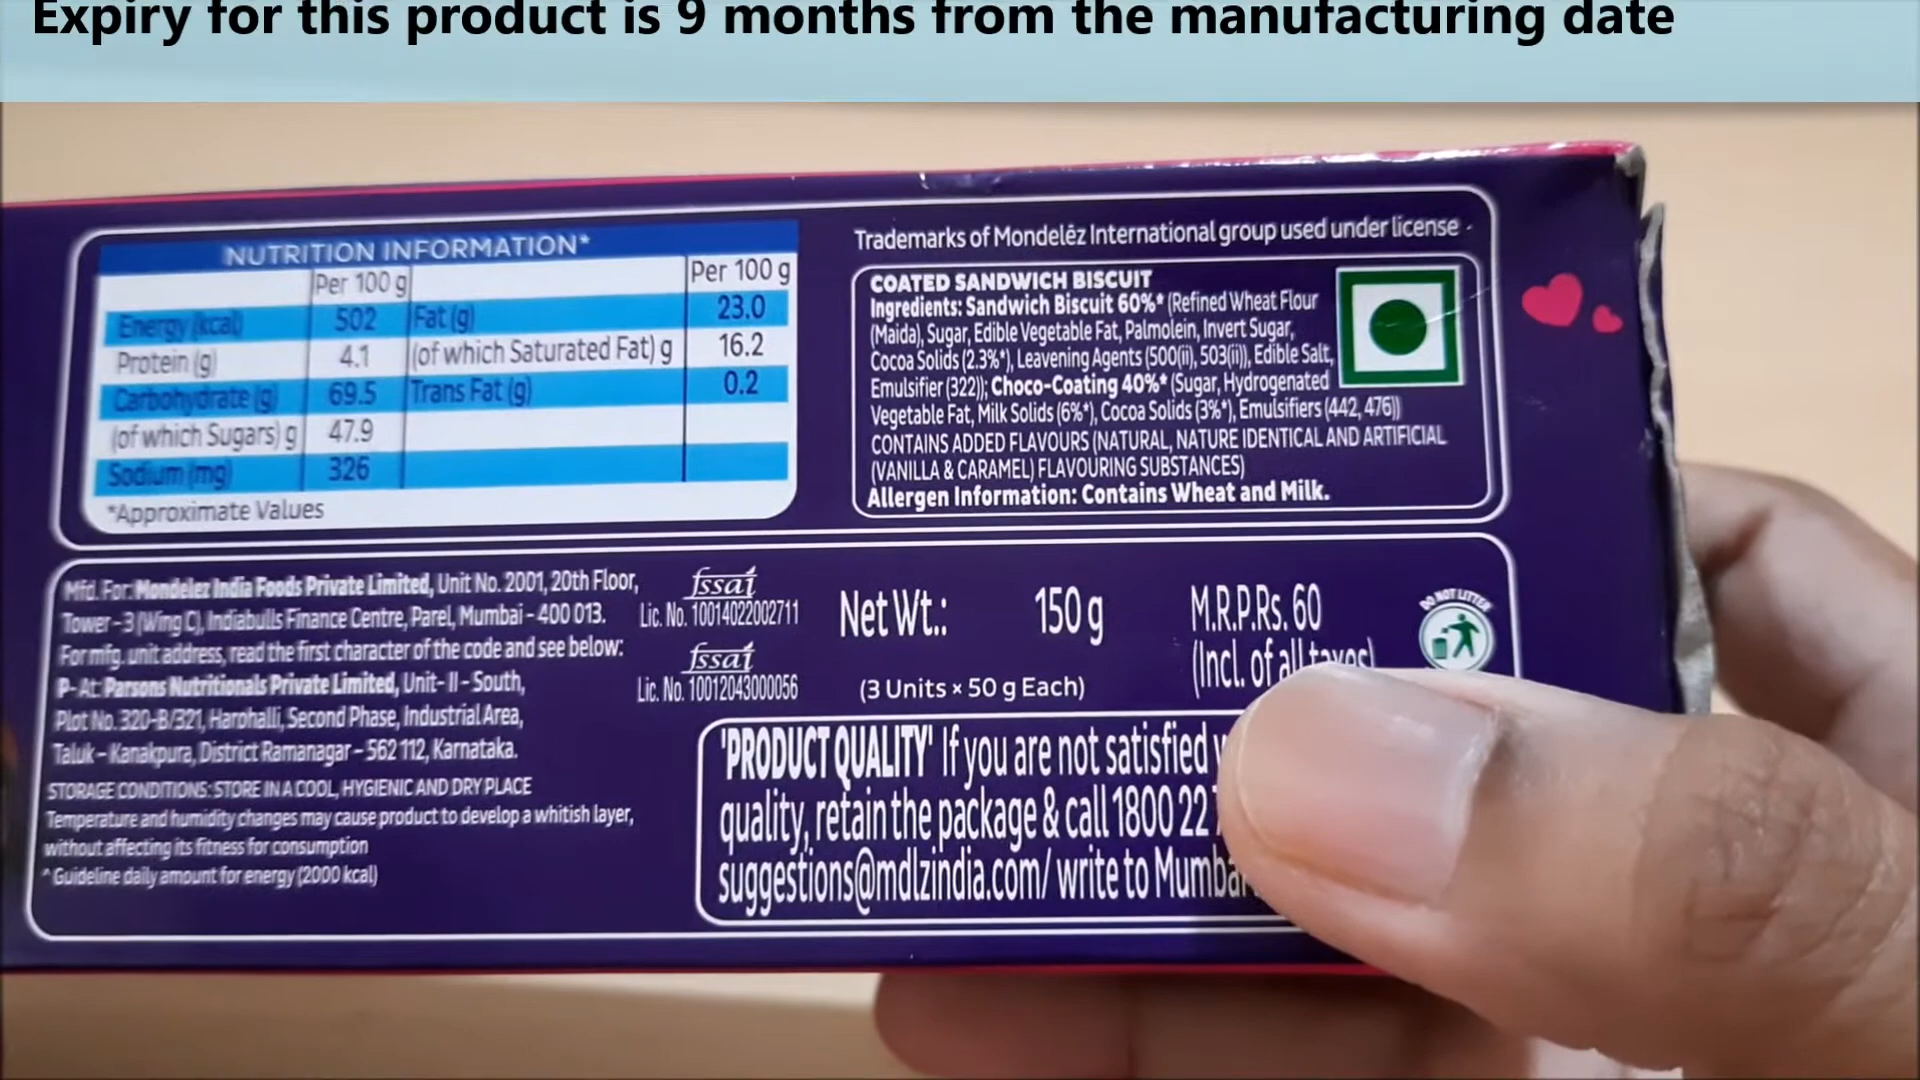 Expiry for this product is 9 months from the manufacturing date
NUTRITION INFORMATION*
Per 100 g Per 100 g
Energy (kcal) 502 Fat (g) 23.0
Protein (g) 4.1 (of which Saturated Fat) g 16.2
Carbohydrate (g) 69.5 Trans Fat (g) 0.2
(of which Sugars) g 47.9
Sodium (mg) 326
*Approximate Values
Trademarks of Mondelēz International group used under license
COATED SANDWICH BISCUIT
Ingredients: Sandwich Biscuit 60%* (Refined Wheat Flour
(Maida), Sugar, Edible Vegetable Fat, Palmolein, Invert Sugar,
Cocoa Solids (2.3%*), Leavening Agents (500(ii), 503(ii)), Edible Salt,
Emulsifier (322)); Choco-Coating 40%* (Sugar, Hydrogenated
Vegetable Fat, Milk Solids (6%*), Cocoa Solids (3%*), Emulsifiers (442, 476))
CONTAINS ADDED FLAVOURS (NATURAL, NATURE IDENTICAL AND ARTIFICIAL
(VANILLA & CARAMEL) FLAVOURING SUBSTANCES)
Allergen Information: Contains Wheat and Milk.
Mfd. For: Mondelez India Foods Private Limited, Unit No. 2001, 20th Floor,
Tower - 3 (Wing C), Indiabulls Finance Centre, Parel, Mumbai - 400 013.
For mfg. unit address, read the first character of the code and see below:
P- At: Parsons Nutritionals Private Limited, Unit- II - South,
Plot No. 320-B/321, Harohalli, Second Phase, Industrial Area,
Taluk - Kanakpura, District Ramanagar - 562 112, Karnataka.
STORAGE CONDITIONS: STORE IN A COOL, HYGIENIC AND DRY PLACE
Temperature and humidity changes may cause product to develop a whitish layer,
without affecting its fitness for consumption
^ Guideline daily amount for energy (2000 kcal)
fssai
Lic. No. 10014022002711
fssai
Lic. No. 10012043000056
Net Wt.: 150 g
(3 Units × 50 g Each)
M.R.P.Rs. 60
(Incl. of all taxes)
DO NOT LITTER
'PRODUCT QUALITY' If you are not satisfied
quality, retain the package & call 1800 22
suggestions@mdlzindia.com/ write to Mumbai